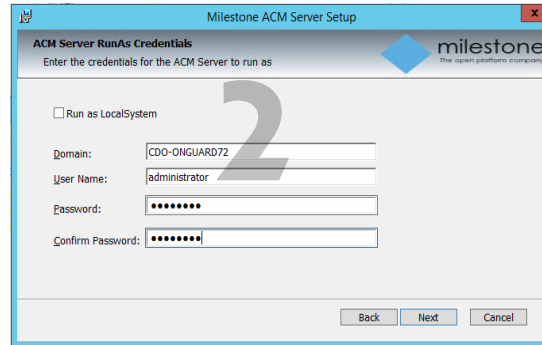 Milestone ACM Server Setup
x
ACM Server RunAs Credentials
Enter the credentials for the ACM Server to run as
milestone
The open platform company
2
Run as LocalSystem
Domain: CDO-ONGUARD72
User Name: administrator
Password: ●●●●●●●●
Confirm Password: ●●●●●●●●
Back Next Cancel